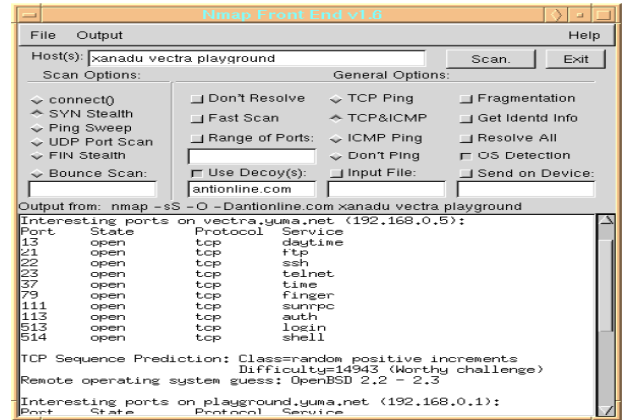 Nmap Front End v1.6
File Output Help
Host(s): xanadu vectra playground Scan. Exit
Scan Options: General Options:
connect() Don't Resolve TCP Ping Fragmentation
SYN Stealth Fast Scan TCP&ICMP Get Identd Info
Ping Sweep
UDP Port Scan Range of Ports: ICMP Ping Resolve All
FIN Stealth Don't Ping OS Detection
Bounce Scan: Use Decoy(s): Input File: Send on Device:
antionline.com
Output from: nmap -sS -O -Dantionline.com xanadu vectra playground
Interesting ports on vectra.yuma.net (192.168.0.5):
Port State Protocol Service
13 open tcp daytime
21 open tcp ftp
22 open tcp ssh
23 open tcp telnet
37 open tcp time
79 open tcp finger
111 open tcp sunrpc
113 open tcp auth
513 open tcp login
514 open tcp shell
TCP Sequence Prediction: Class=random positive increments
Difficulty=14943 (Worthy challenge)
Remote operating system guess: OpenBSD 2.2 - 2.3
Interesting ports on playground.yuma.net (192.168.0.1):
Port State Protocol Service